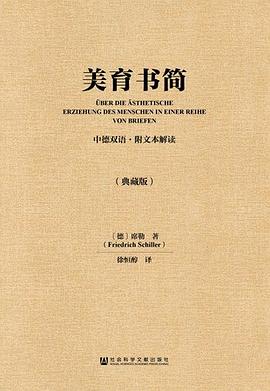 美育书简
ÜBER DIE ÄSTHETISCHE
ERZIEHUNG DES MENSCHEN IN EINER REIHE
VON BRIEFEN
中德双语·附文本解读
（典藏版）
〔德〕席勒 著
（Friedrich Schiller）
徐恒醇 译
社会科学文献出版社
SOCIAL SCIENCES ACADEMIC PRESS (CHINA)